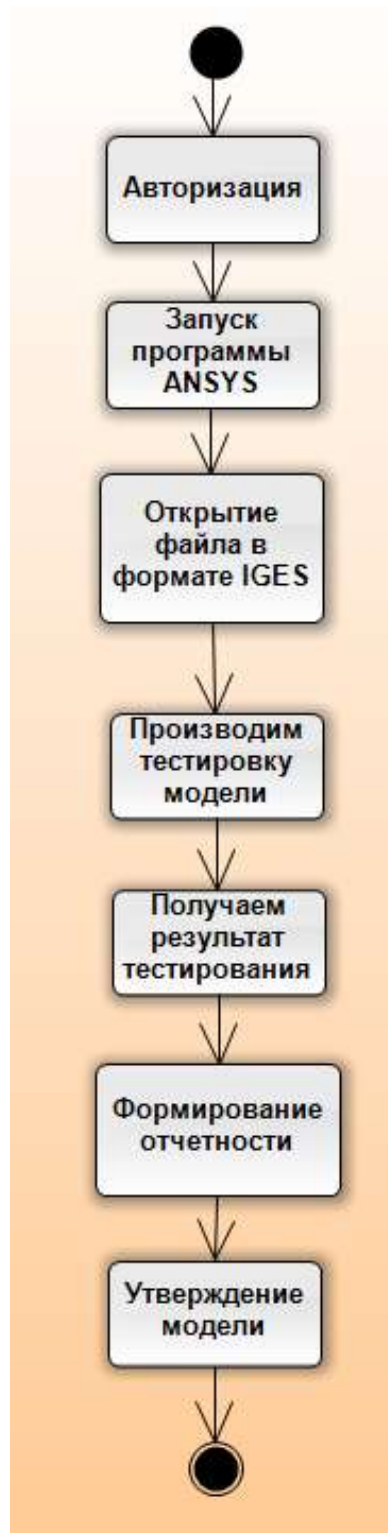 Авторизация
Запуск
программы
ANSYS
Открытие
файла в
формате IGES
Производим
тестировку
модели
Получаем
результат
тестирования
Формирование
отчетности
Утверждение
модели